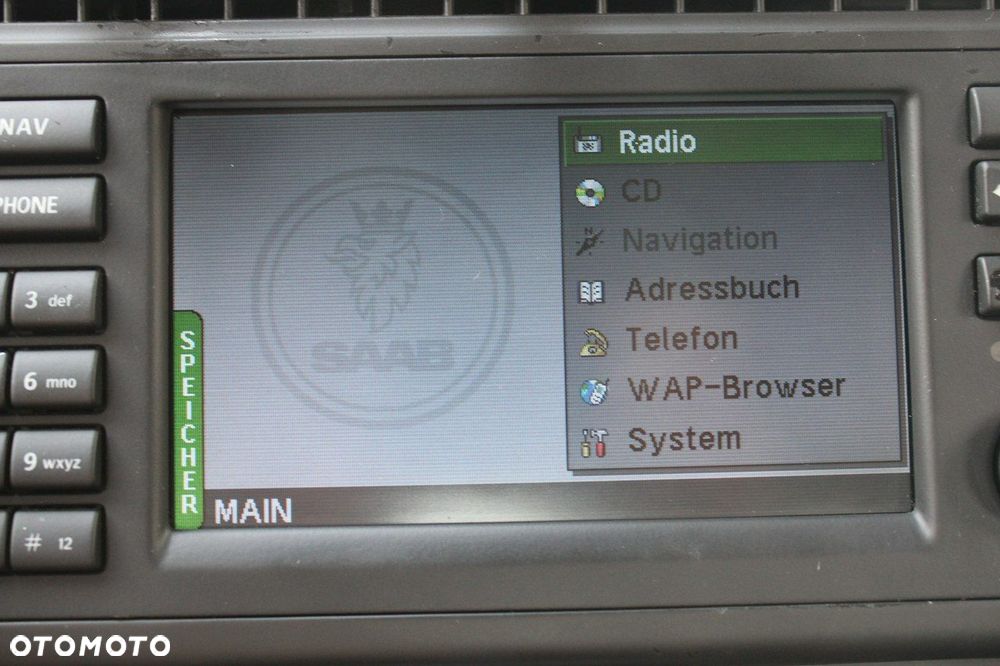 NAV
PHONE
3 def
6 mno
9 wxyz
# 12
SAAB
SPEICHER
Radio
CD
Navigation
Adressbuch
Telefon
WAP-Browser
System
MAIN
OTOMOTO